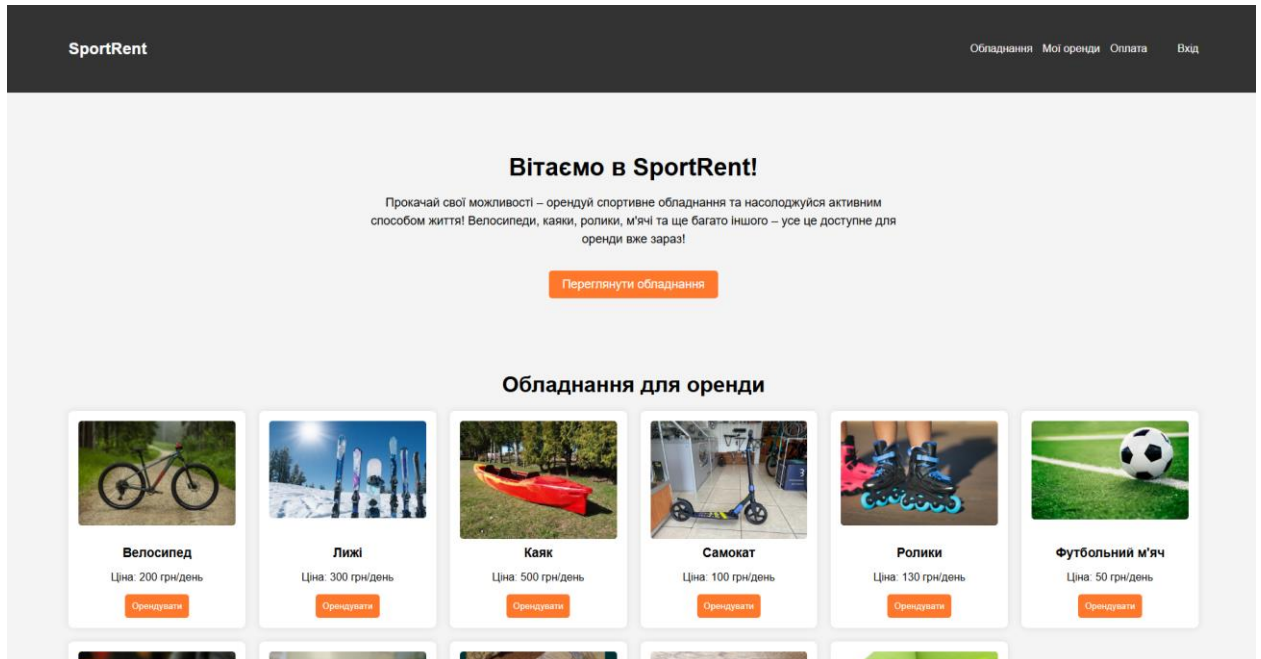 SportRent
Обладнання Мої оренди Оплата Вхід
Вітаємо в SportRent!
Прокачай свої можливості – орендуй спортивне обладнання та насолоджуйся активним
способом життя! Велосипеди, каяки, ролики, м'ячі та ще багато іншого – усе це доступне для
оренди вже зараз!
Переглянути обладнання
Обладнання для оренди
Велосипед Лижі Каяк Самокат Ролики Футбольний м'яч
Ціна: 200 грн/день Ціна: 300 грн/день Ціна: 500 грн/день Ціна: 100 грн/день Ціна: 130 грн/день Ціна: 50 грн/день
Орендувати Орендувати Орендувати Орендувати Орендувати Орендувати